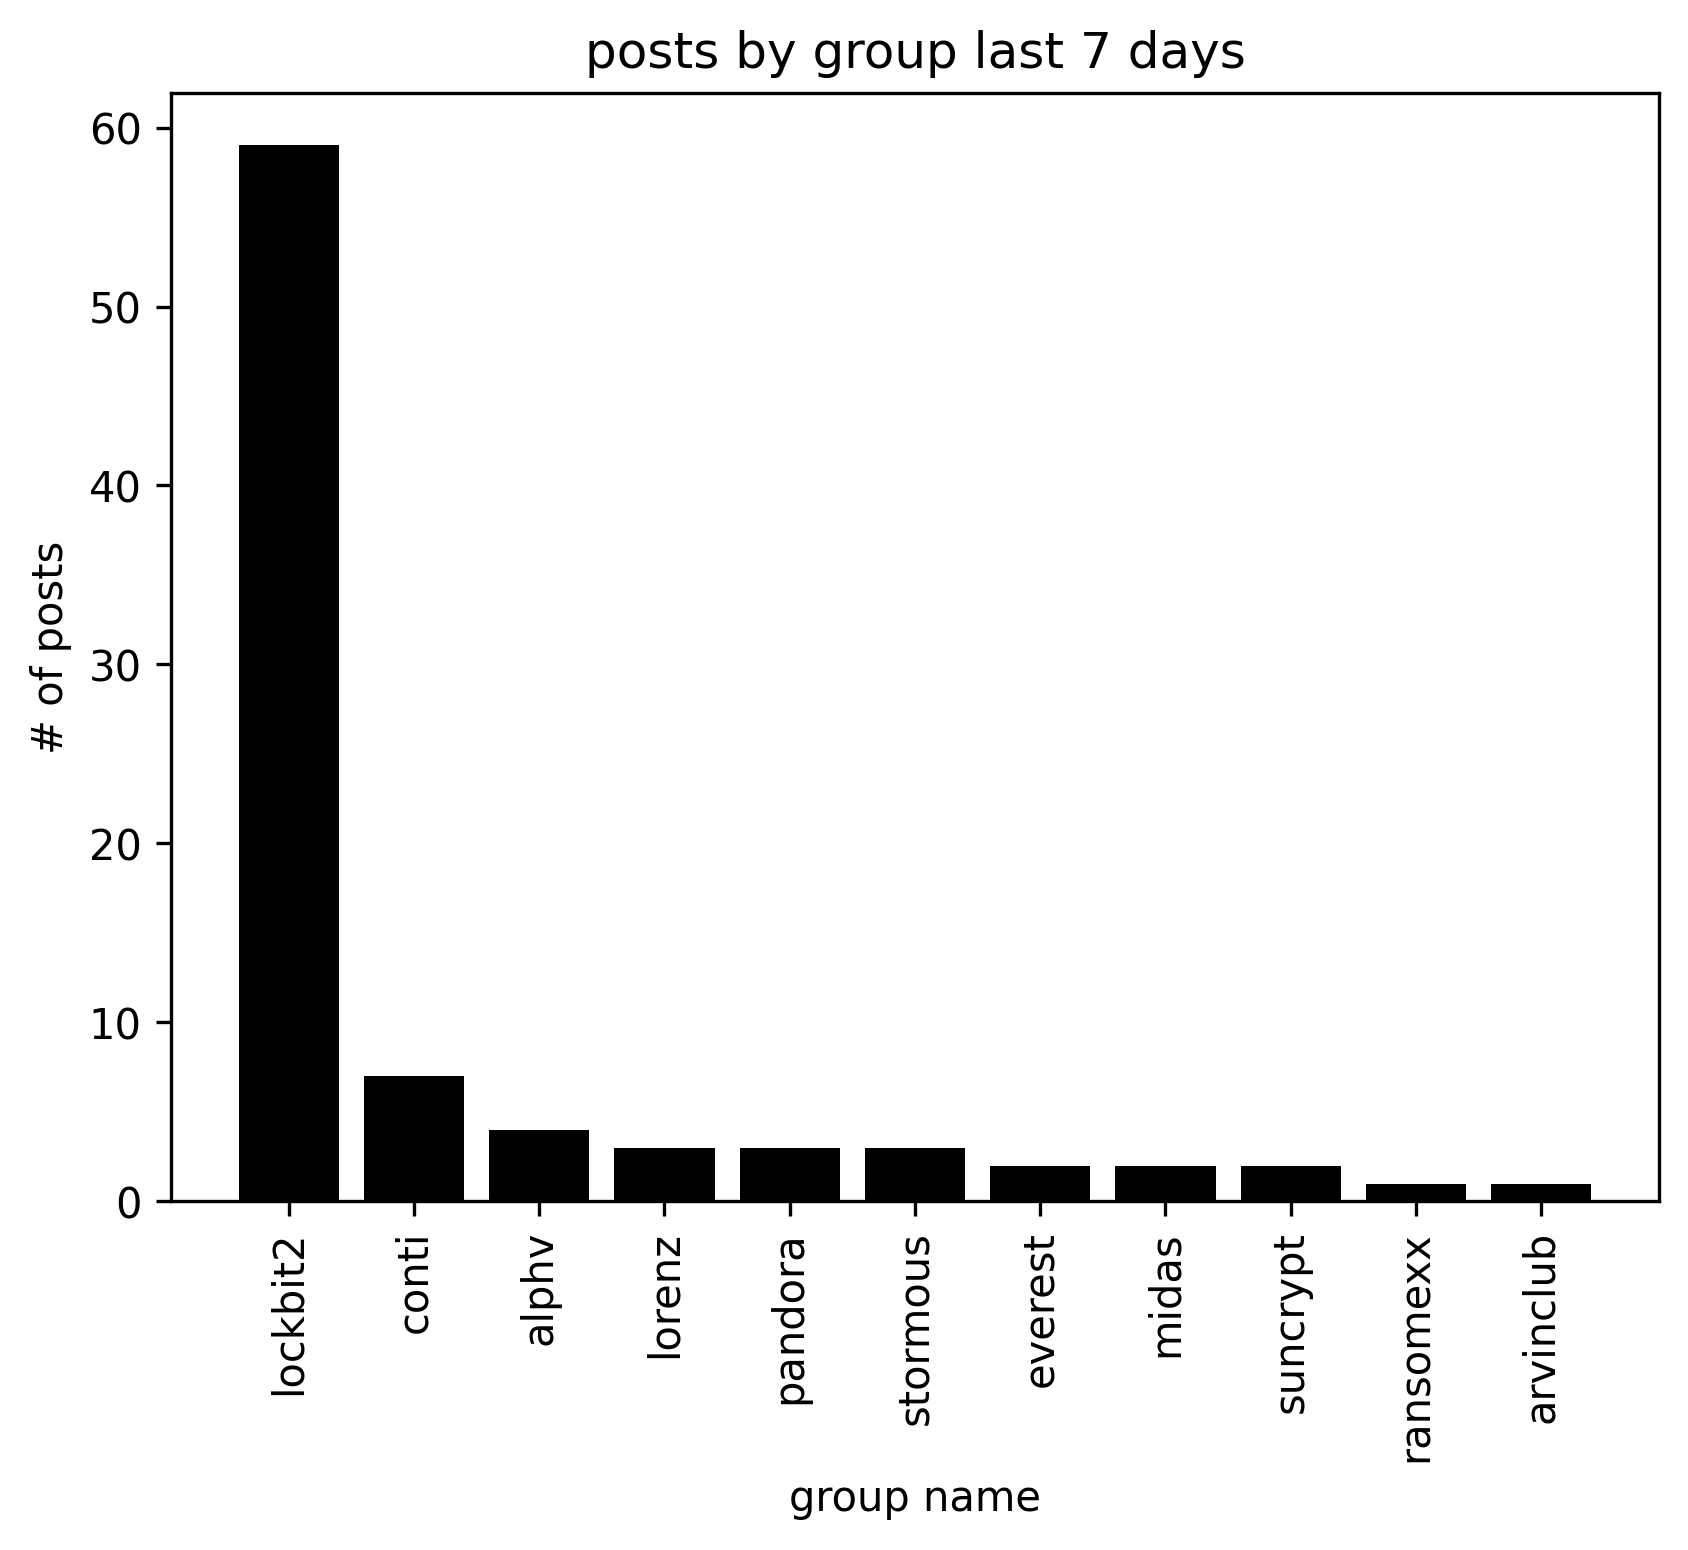 posts by group last 7 days
60
50
40
30
20
10
0
# of posts
lockbit2
conti
alphv
lorenz
pandora
stormous
everest
midas
suncrypt
ransomexx
arvinclub
group name